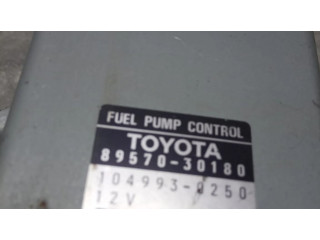 FUEL PUMP CONTROL
TOYOTA
89570-30180
104993-0250
12V